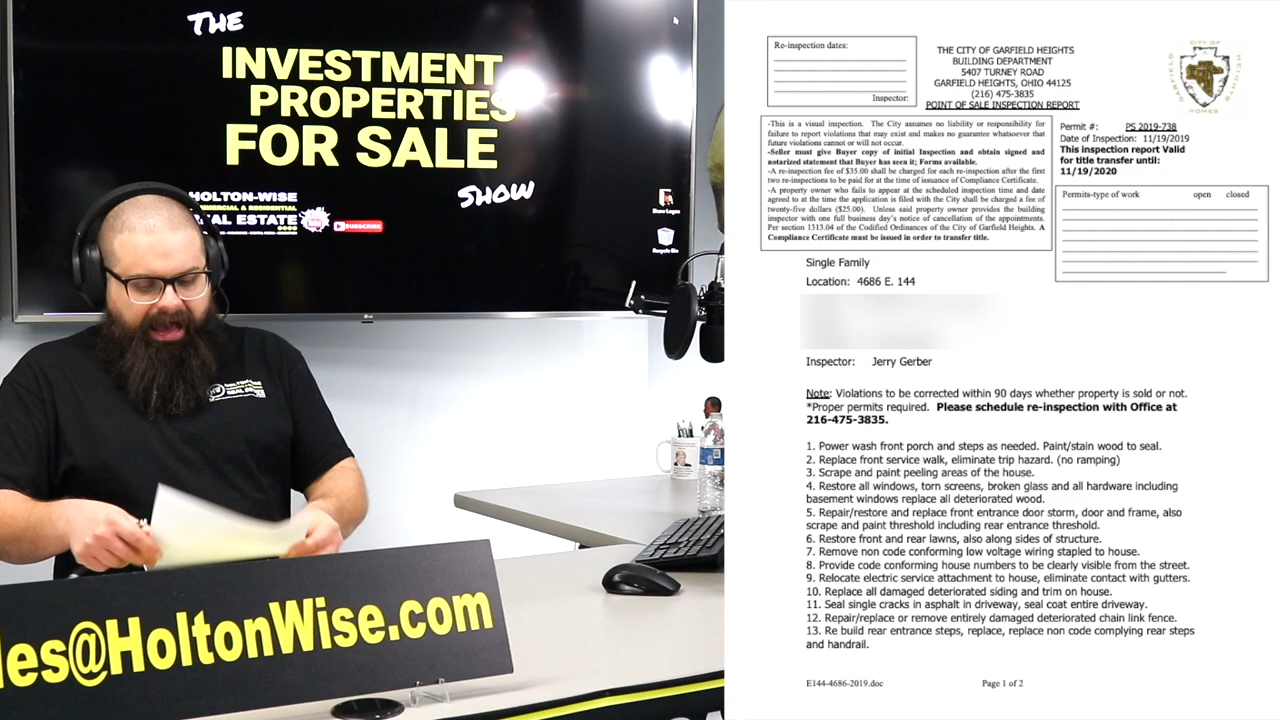 THE
INVESTMENT
PROPERTIES
FOR SALE
SHOW
HOLTON-WISE
COMMERCIAL & RESIDENTIAL
REAL ESTATE
SUBSCRIBE
Show Logos
Recycle Bin
LG
les@HoltonWise.com
Re-inspection dates:
Inspector:
THE CITY OF GARFIELD HEIGHTS
BUILDING DEPARTMENT
5407 TURNEY ROAD
GARFIELD HEIGHTS, OHIO 44125
(216) 475-3835
POINT OF SALE INSPECTION REPORT
CITY OF
GARFIELD
HEIGHTS
HOMES
-This is a visual inspection. The City assumes no liability or responsibility for
failure to report violations that may exist and makes no guarantee whatsoever that
future violations cannot or will not occur.
-Seller must give Buyer copy of initial Inspection and obtain signed and
notarized statement that Buyer has seen it; Forms available.
-A re-inspection fee of $35.00 shall be charged for each re-inspection after the first
two re-inspections to be paid for at the time of issuance of Compliance Certificate.
-A property owner who fails to appear at the scheduled inspection time and date
agreed to at the time the application is filed with the City shall be charged a fee of
twenty-five dollars ($25.00). Unless said property owner provides the building
inspector with one full business day's notice of cancellation of the appointments.
Per section 1313.04 of the Codified Ordinances of the City of Garfield Heights. A
Compliance Certificate must be issued in order to transfer title.
Permit #: PS 2019-738
Date of Inspection: 11/19/2019
This inspection report Valid
for title transfer until:
11/19/2020
Permits-type of work open closed
Single Family
Location: 4686 E. 144
Inspector: Jerry Gerber
Note: Violations to be corrected within 90 days whether property is sold or not.
*Proper permits required. Please schedule re-inspection with Office at
216-475-3835.
1. Power wash front porch and steps as needed. Paint/stain wood to seal.
2. Replace front service walk, eliminate trip hazard. (no ramping)
3. Scrape and paint peeling areas of the house.
4. Restore all windows, torn screens, broken glass and all hardware including
basement windows replace all deteriorated wood.
5. Repair/restore and replace front entrance door storm, door and frame, also
scrape and paint threshold including rear entrance threshold.
6. Restore front and rear lawns, also along sides of structure.
7. Remove non code conforming low voltage wiring stapled to house.
8. Provide code conforming house numbers to be clearly visible from the street.
9. Relocate electric service attachment to house, eliminate contact with gutters.
10. Replace all damaged deteriorated siding and trim on house.
11. Seal single cracks in asphalt in driveway, seal coat entire driveway.
12. Repair/replace or remove entirely damaged deteriorated chain link fence.
13. Re build rear entrance steps, replace, replace non code complying rear steps
and handrail.
E144-4686-2019.doc Page 1 of 2